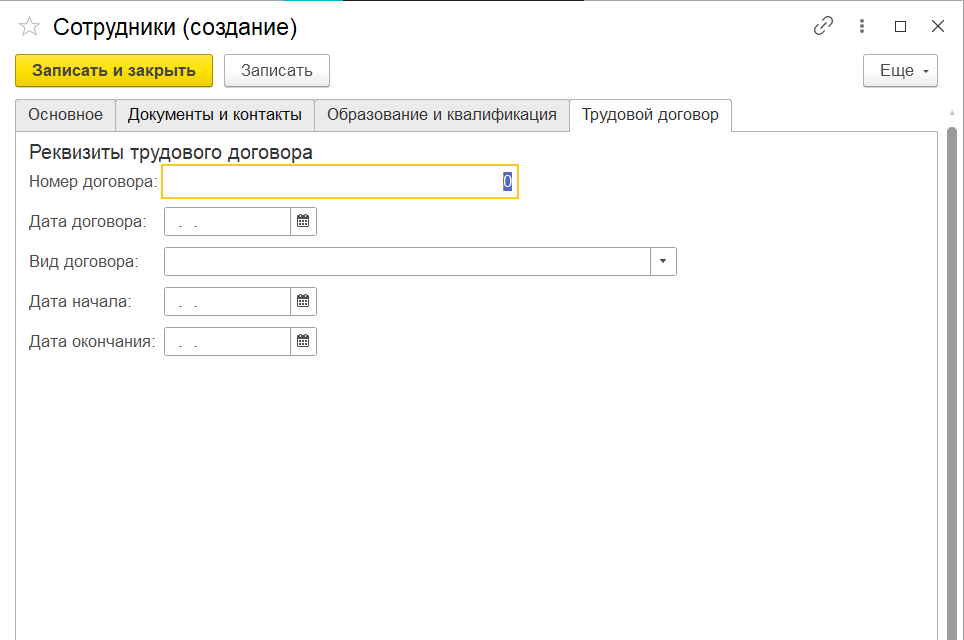 Сотрудники (создание)
Записать и закрыть Записать Еще
Основное Документы и контакты Образование и квалификация Трудовой договор
Реквизиты трудового договора
Номер договора: 0
Дата договора: . .
Вид договора:
Дата начала: . .
Дата окончания: . .